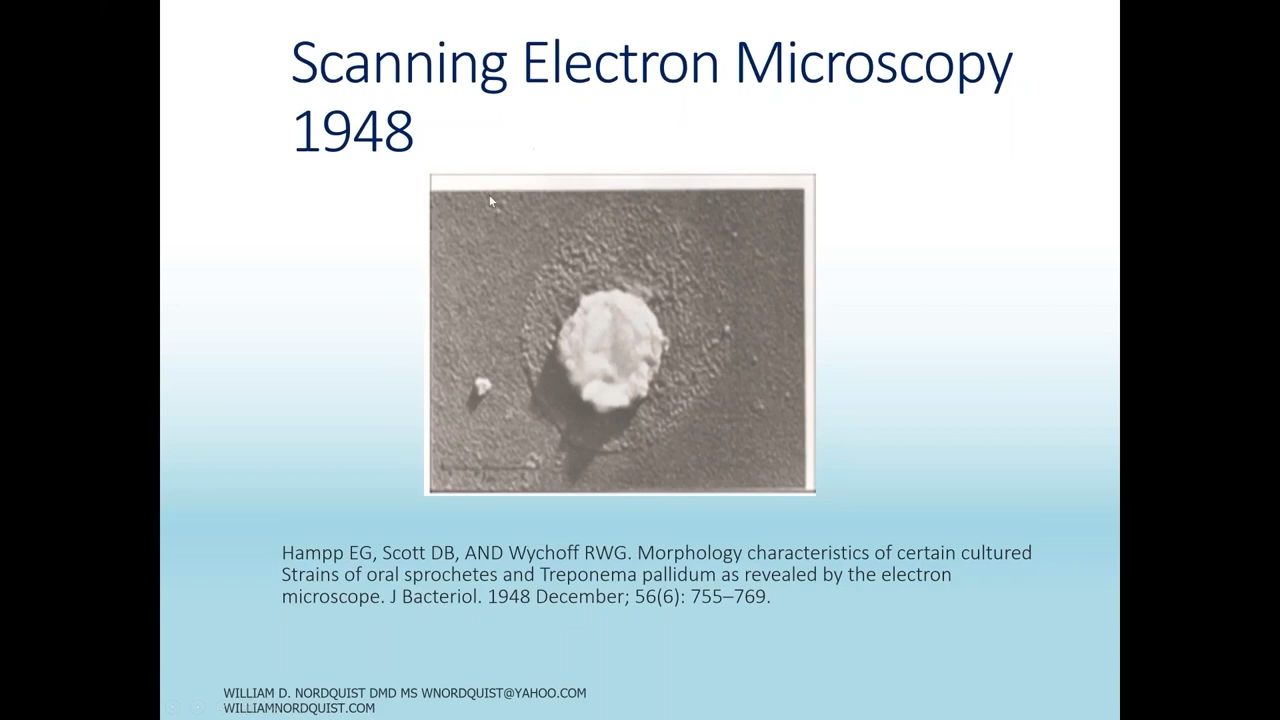 Scanning Electron Microscopy
1948
Hampp EG, Scott DB, AND Wychoff RWG. Morphology characteristics of certain cultured
Strains of oral sprochetes and Treponema pallidum as revealed by the electron
microscope. J Bacteriol. 1948 December; 56(6): 755–769.
WILLIAM D. NORDQUIST DMD MS WNORDQUIST@YAHOO.COM
WILLIAMNORDQUIST.COM